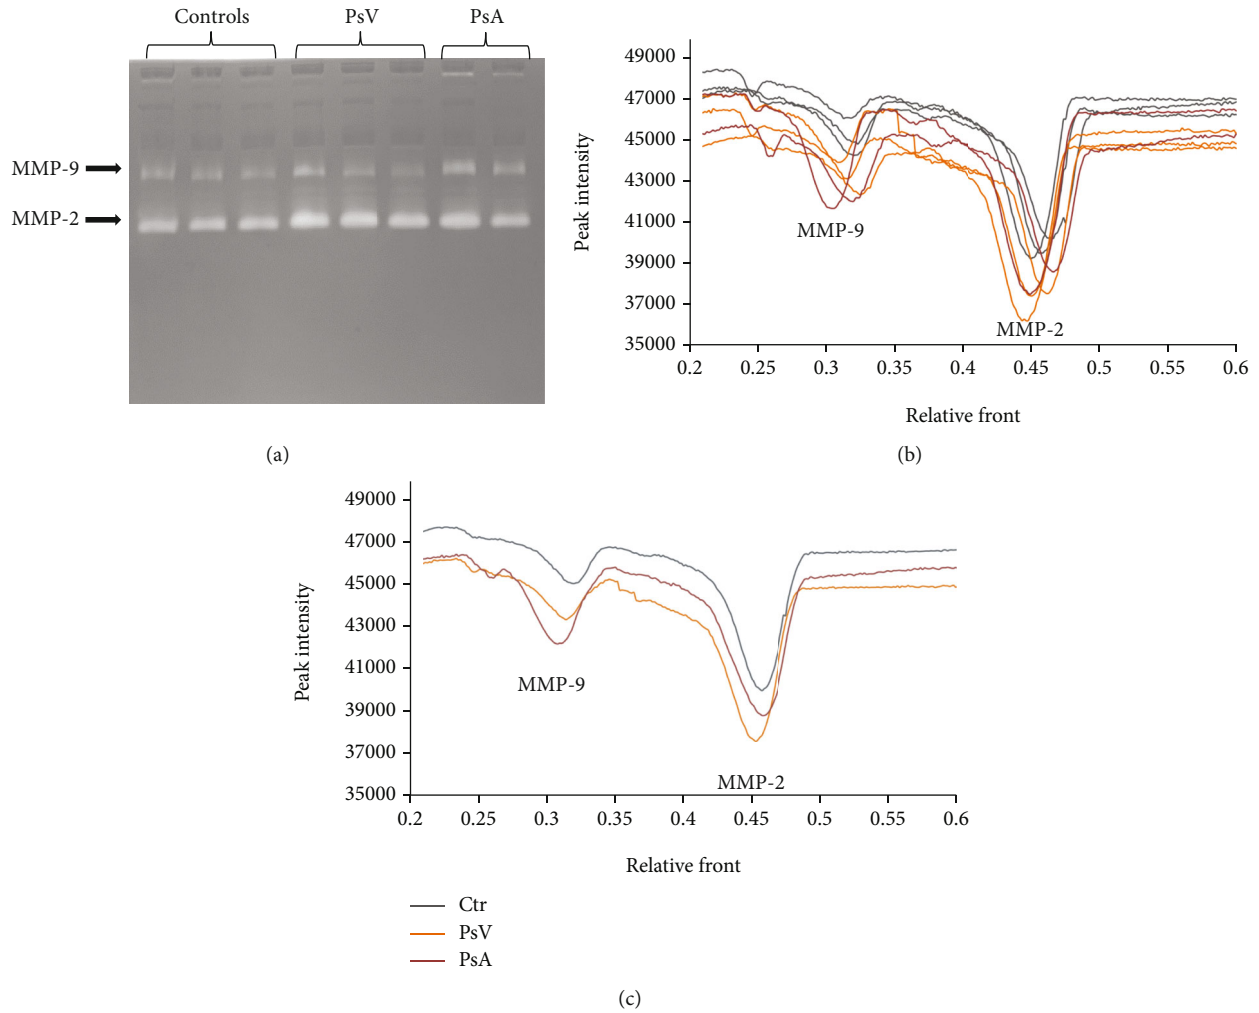 Controls PsV PsA
MMP-9
MMP-2
(a)
49000
47000
45000
43000
41000
39000
37000
35000
Peak intensity
MMP-9
MMP-2
0.2 0.25 0.3 0.35 0.4 0.45 0.5 0.55 0.6
Relative front
(b)
49000
47000
45000
43000
41000
39000
37000
35000
Peak intensity
MMP-9
MMP-2
0.2 0.25 0.3 0.35 0.4 0.45 0.5 0.55 0.6
Relative front
Ctr
PsV
PsA
(c)